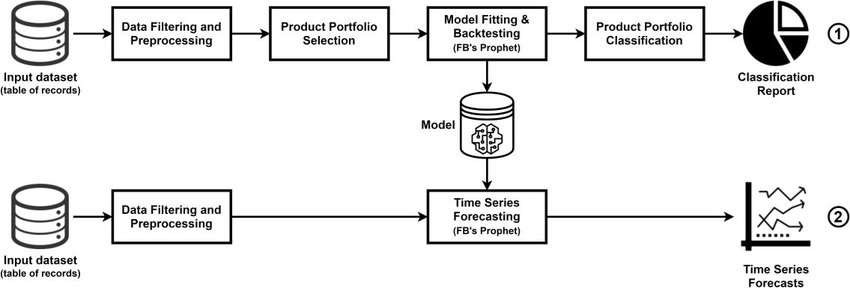 Data Filtering and
Preprocessing
Product Portfolio
Selection
Model Fitting &
Backtesting
(FB's Prophet)
Product Portfolio
Classification
1
Input dataset
(table of records)
Classification
Report
Model
Data Filtering and
Preprocessing
Time Series
Forecasting
(FB's Prophet)
2
Input dataset
(table of records)
Time Series
Forecasts